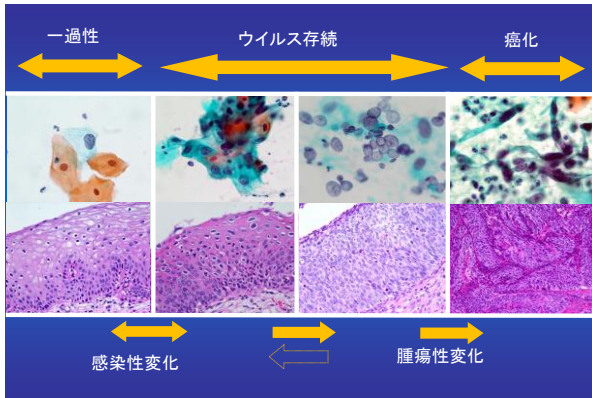 一過性
ウイルス存続
癌化
感染性変化
腫瘍性変化